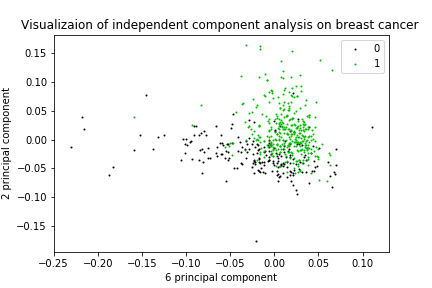 Visualizaion of independent component analysis on breast cancer
0
1
0.15
0.10
0.05
0.00
−0.05
−0.10
−0.15
2 principal component
−0.25 −0.20 −0.15 −0.10 −0.05 0.00 0.05 0.10
6 principal component